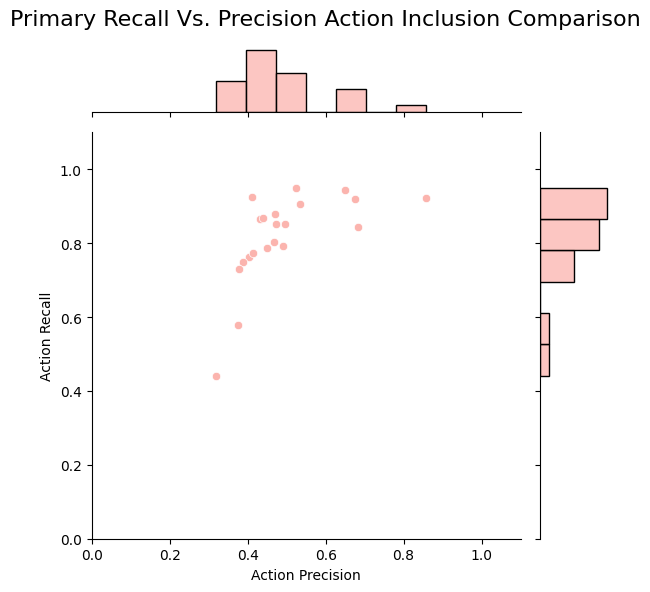 Primary Recall Vs. Precision Action Inclusion Comparison
1.0
0.8
0.6
0.4
0.2
0.0
Action Recall
0.0 0.2 0.4 0.6 0.8 1.0
Action Precision